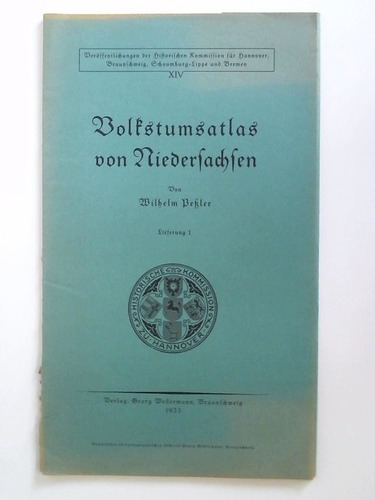 Veröffentlichungen der Historischen Kommission für Hannover,
Braunschweig, Schaumburg-Lippe und Bremen
XIV
Volkstumsatlas
von Niedersachsen
Von
Wilhelm Peßler
Lieferung 1
HISTORISCHE KOMMISSION
ZU HANNOVER
Verlag: Georg Westermann, Braunschweig
1933